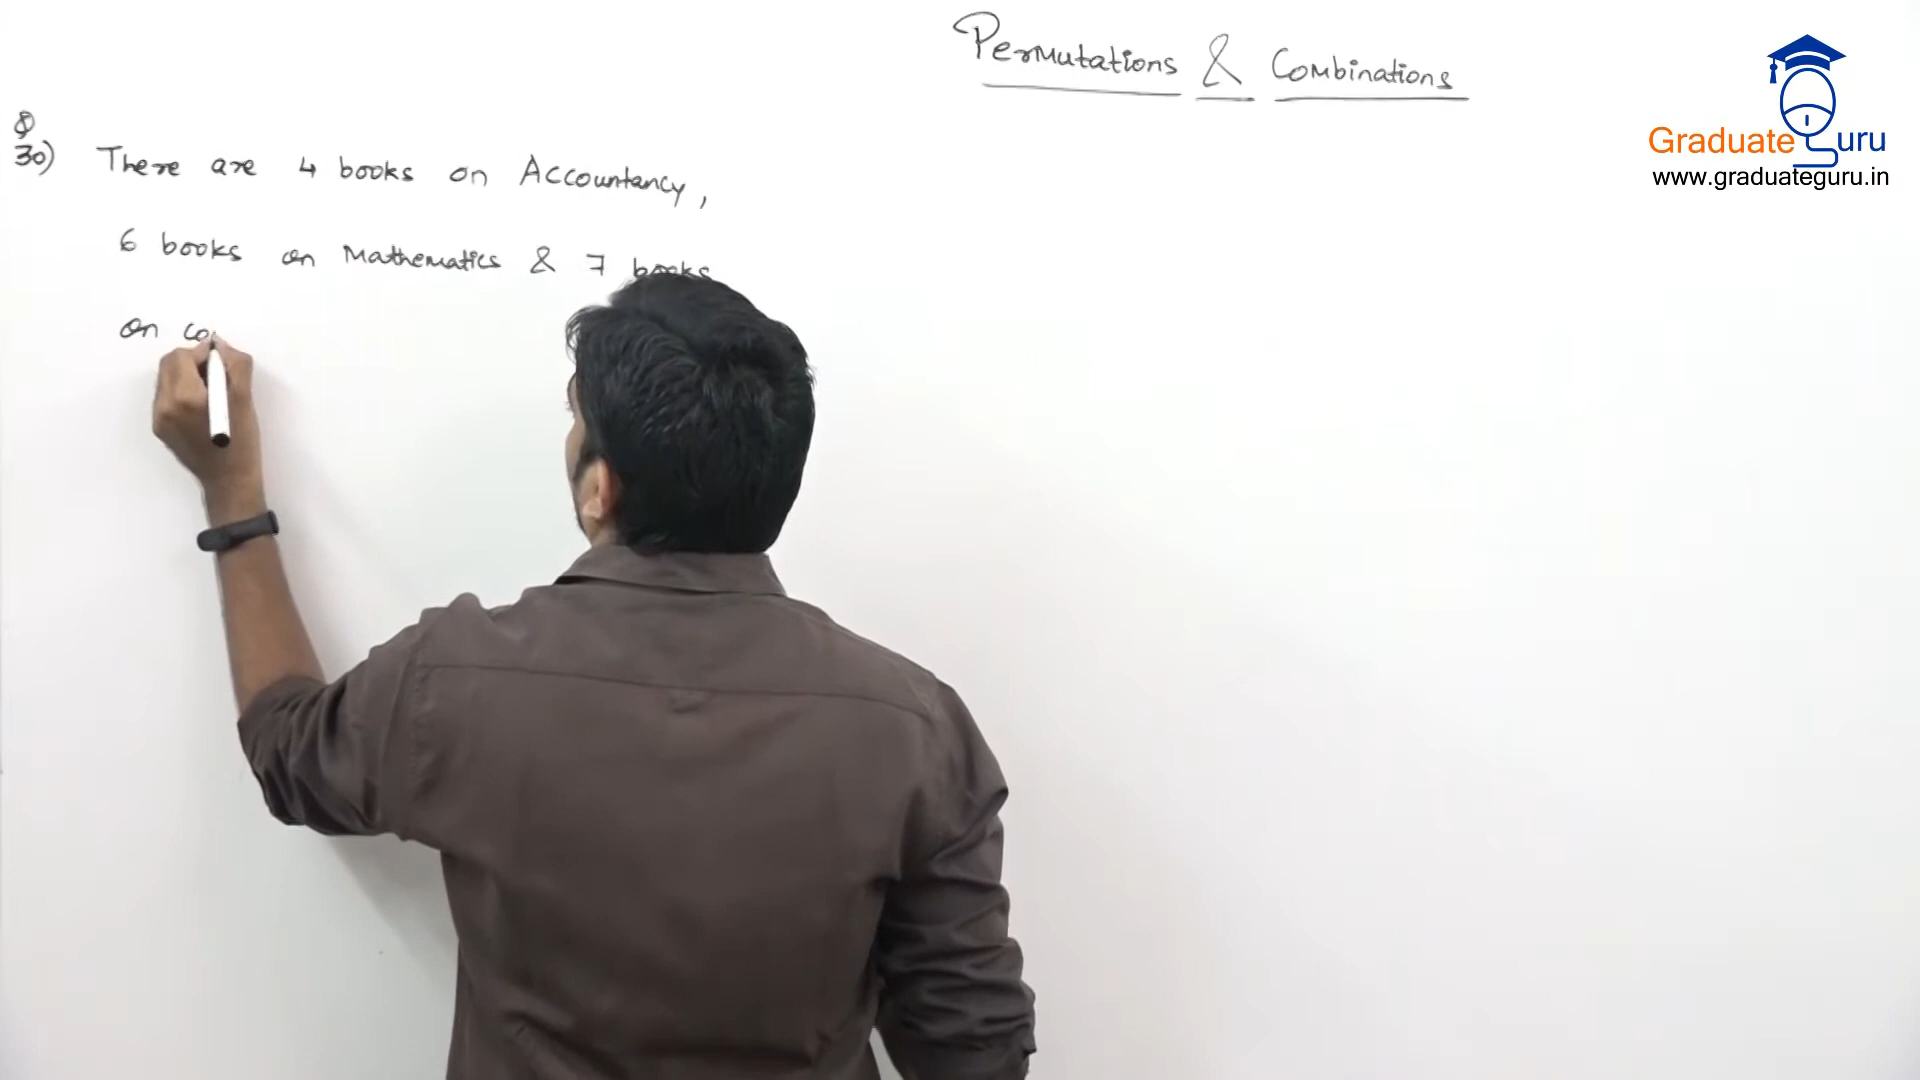 Permutations & Combinations
Q
30) There are 4 books on Accountancy,
6 books on Mathematics & 7 books
on co
Graduate Guru
www.graduateguru.in